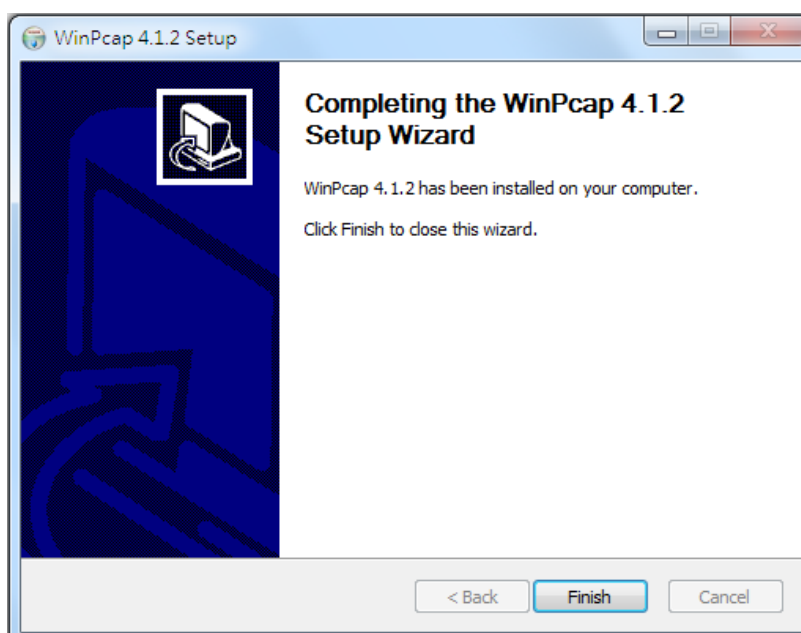 WinPcap 4.1.2 Setup
Completing the WinPcap 4.1.2
Setup Wizard
WinPcap 4.1.2 has been installed on your computer.
Click Finish to close this wizard.
< Back
Finish
Cancel